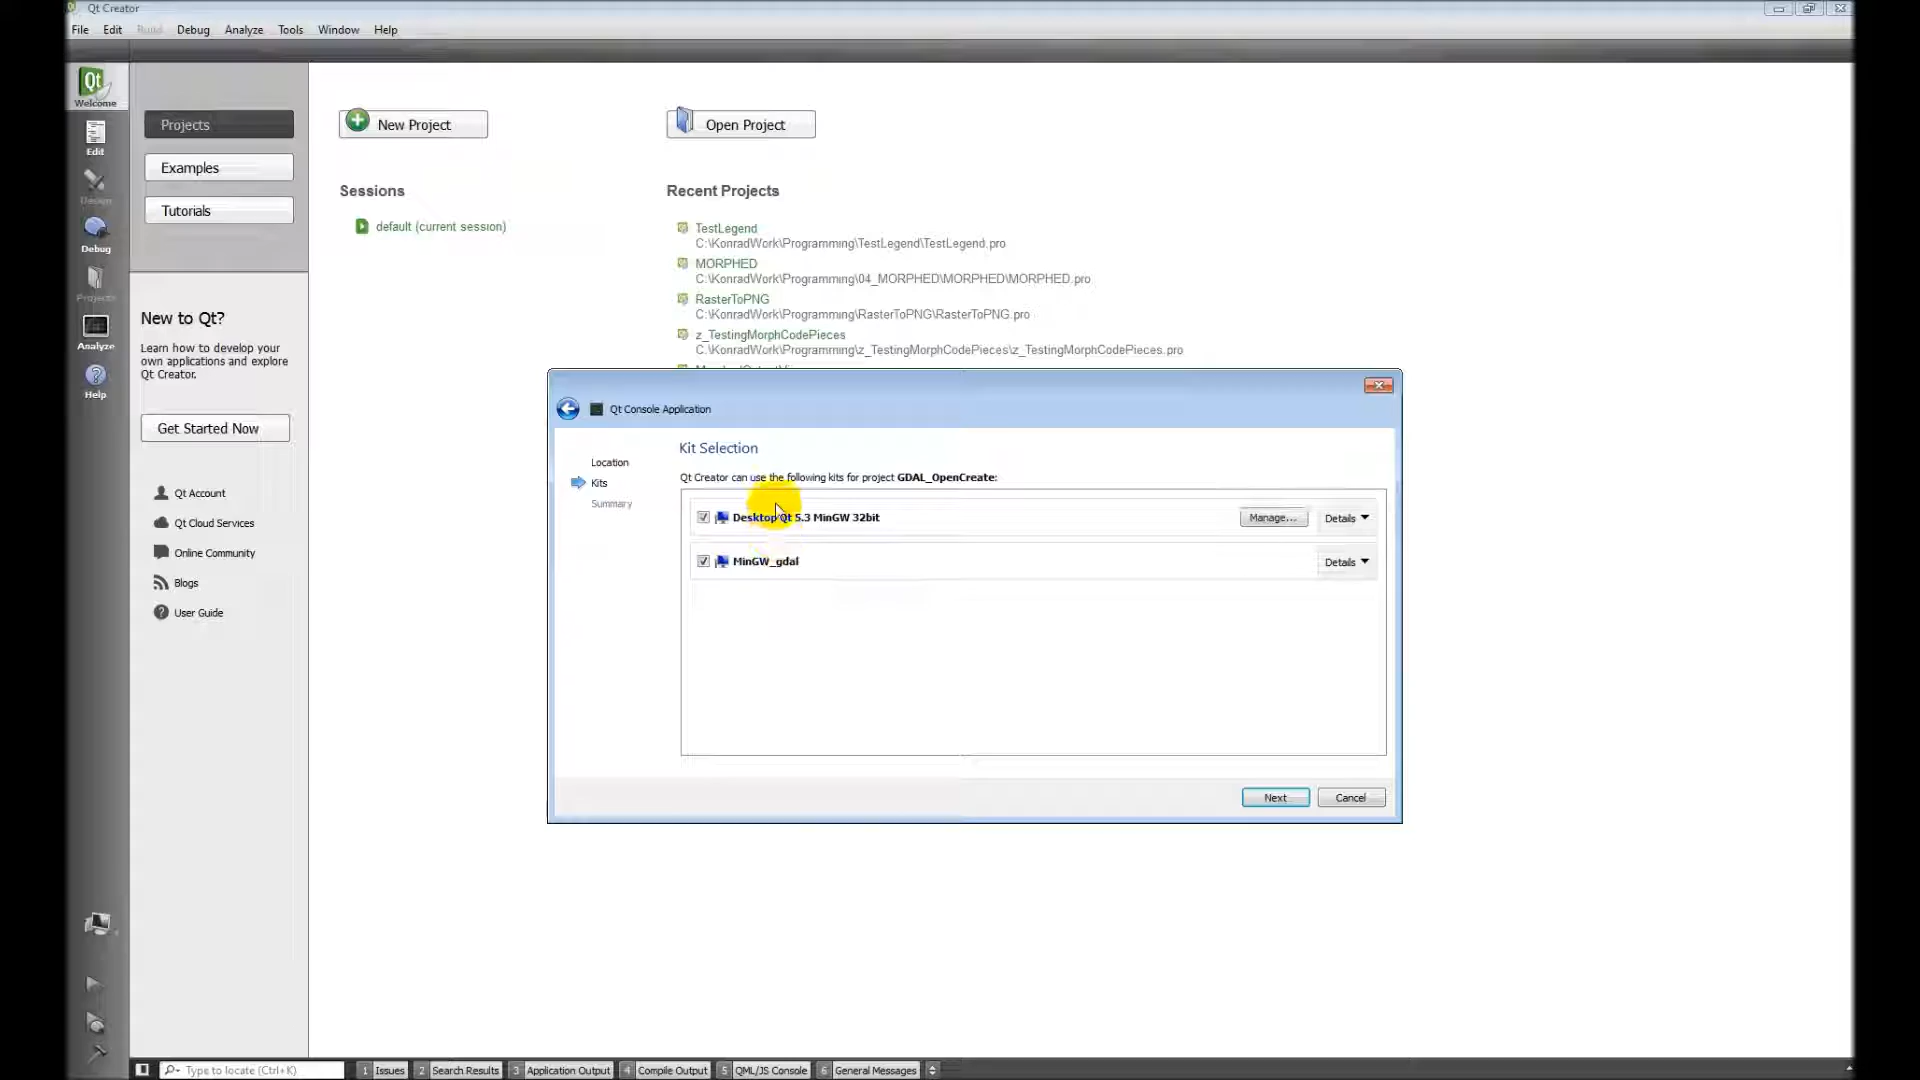 Qt Creator
File Edit Build Debug Analyze Tools Window Help
Qt
Welcome
Edit
Design
Debug
Projects
Analyze
Help
Projects
Examples
Tutorials
New to Qt?
Learn how to develop your
own applications and explore
Qt Creator.
Get Started Now
Qt Account
Qt Cloud Services
Online Community
Blogs
User Guide
New Project
Open Project
Sessions
default (current session)
Recent Projects
TestLegend
C:\KonradWork\Programming\TestLegend\TestLegend.pro
MORPHED
C:\KonradWork\Programming\04_MORPHED\MORPHED\MORPHED.pro
RasterToPNG
C:\KonradWork\Programming\RasterToPNG\RasterToPNG.pro
z_TestingMorphCodePieces
C:\KonradWork\Programming\z_TestingMorphCodePieces\z_TestingMorphCodePieces.pro
Qt Console Application
Location
Kits
Summary
Kit Selection
Qt Creator can use the following kits for project GDAL_OpenCreate:
Desktop Qt 5.3 MinGW 32bit
Manage...
Details
MinGW_gdal
Details
Next
Cancel
Type to locate (Ctrl+K)
1 Issues
2 Search Results
3 Application Output
4 Compile Output
5 QML/JS Console
6 General Messages